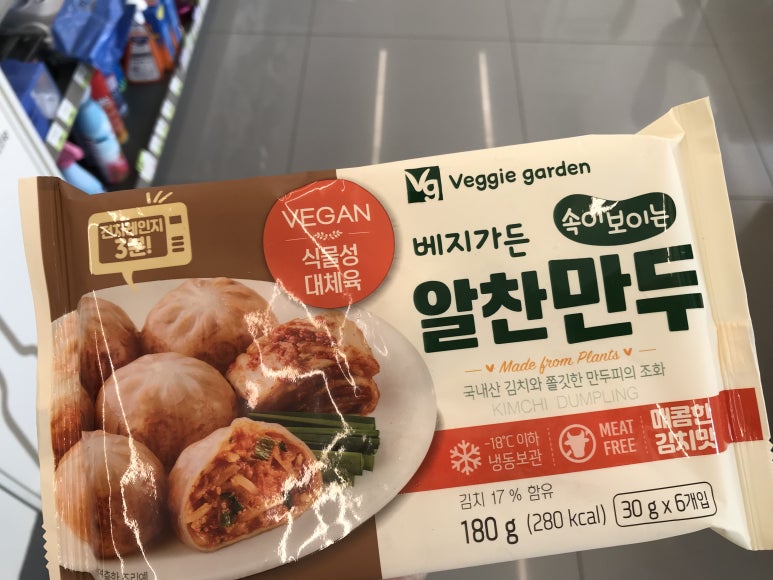 전자레인지
3분!
VEGAN
식물성
대체육
Vg Veggie garden
베지가든
속이 보이는
알찬만두
Made from Plants
국내산 김치와 쫄깃한 만두피의 조화
KIMCHI DUMPLING
-18℃ 이하
냉동보관
MEAT
FREE
매콤한
김치맛
김치 17 % 함유
180 g (280 kcal)
30 g x 6개입